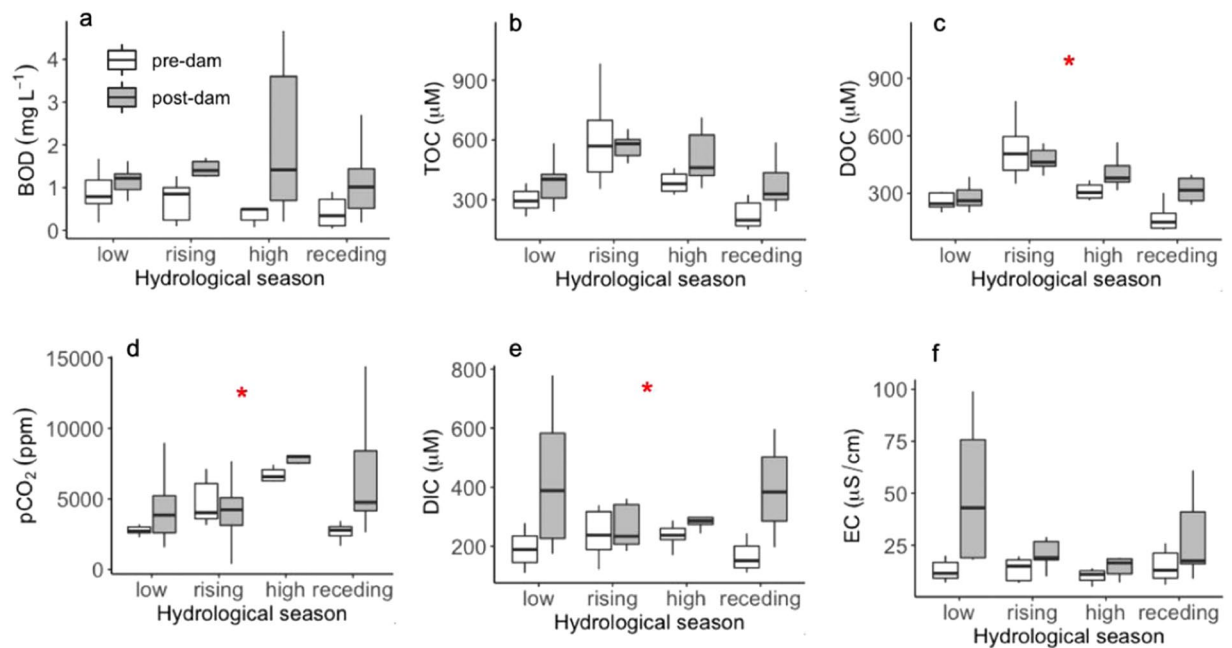 a
BOD (mg L⁻¹)
4
3
2
1
0
pre-dam
post-dam
low rising high receding
Hydrological season
b
TOC (μM)
900
600
300
low rising high receding
Hydrological season
c
*
DOC (μM)
900
600
300
low rising high receding
Hydrological season
d
*
pCO₂ (ppm)
15000
10000
5000
0
low rising high receding
Hydrological season
e
*
DIC (μM)
800
600
400
200
low rising high receding
Hydrological season
f
EC (μS/cm)
100
75
50
25
low rising high receding
Hydrological season